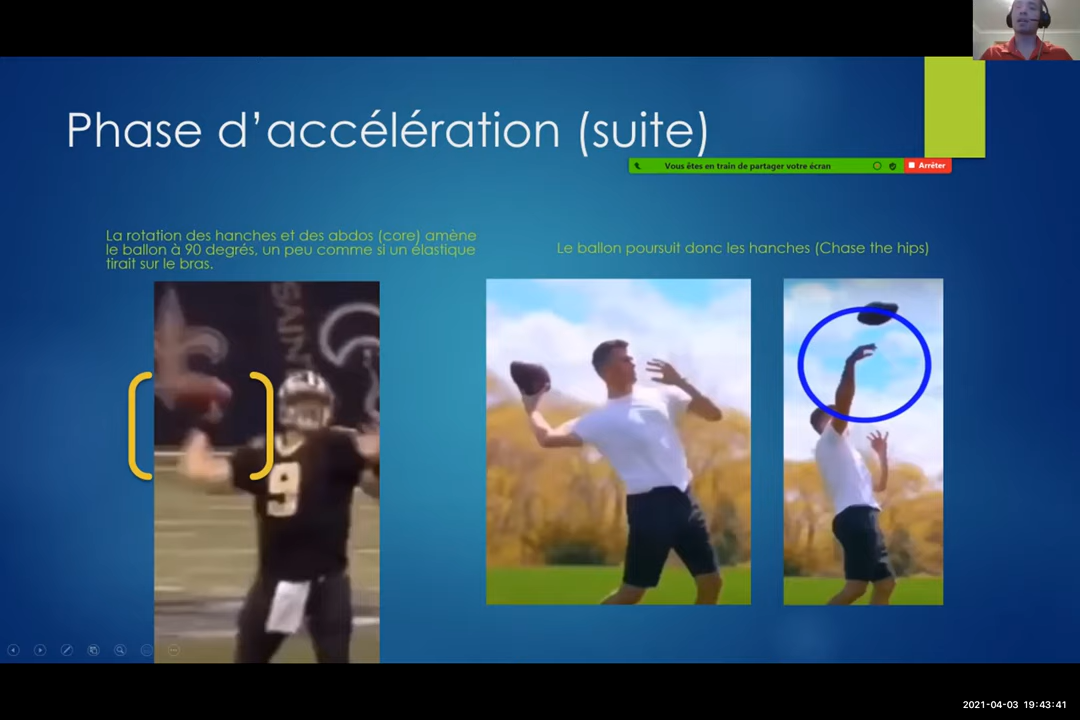 Phase d’accélération (suite)
Vous êtes en train de partager votre écran
Arrêter
La rotation des hanches et des abdos (core) amène
le ballon à 90 degrés, un peu comme si un élastique
tirait sur le bras.
Le ballon poursuit donc les hanches (Chase the hips)
SAIN
9
2021-04-03 19:43:41